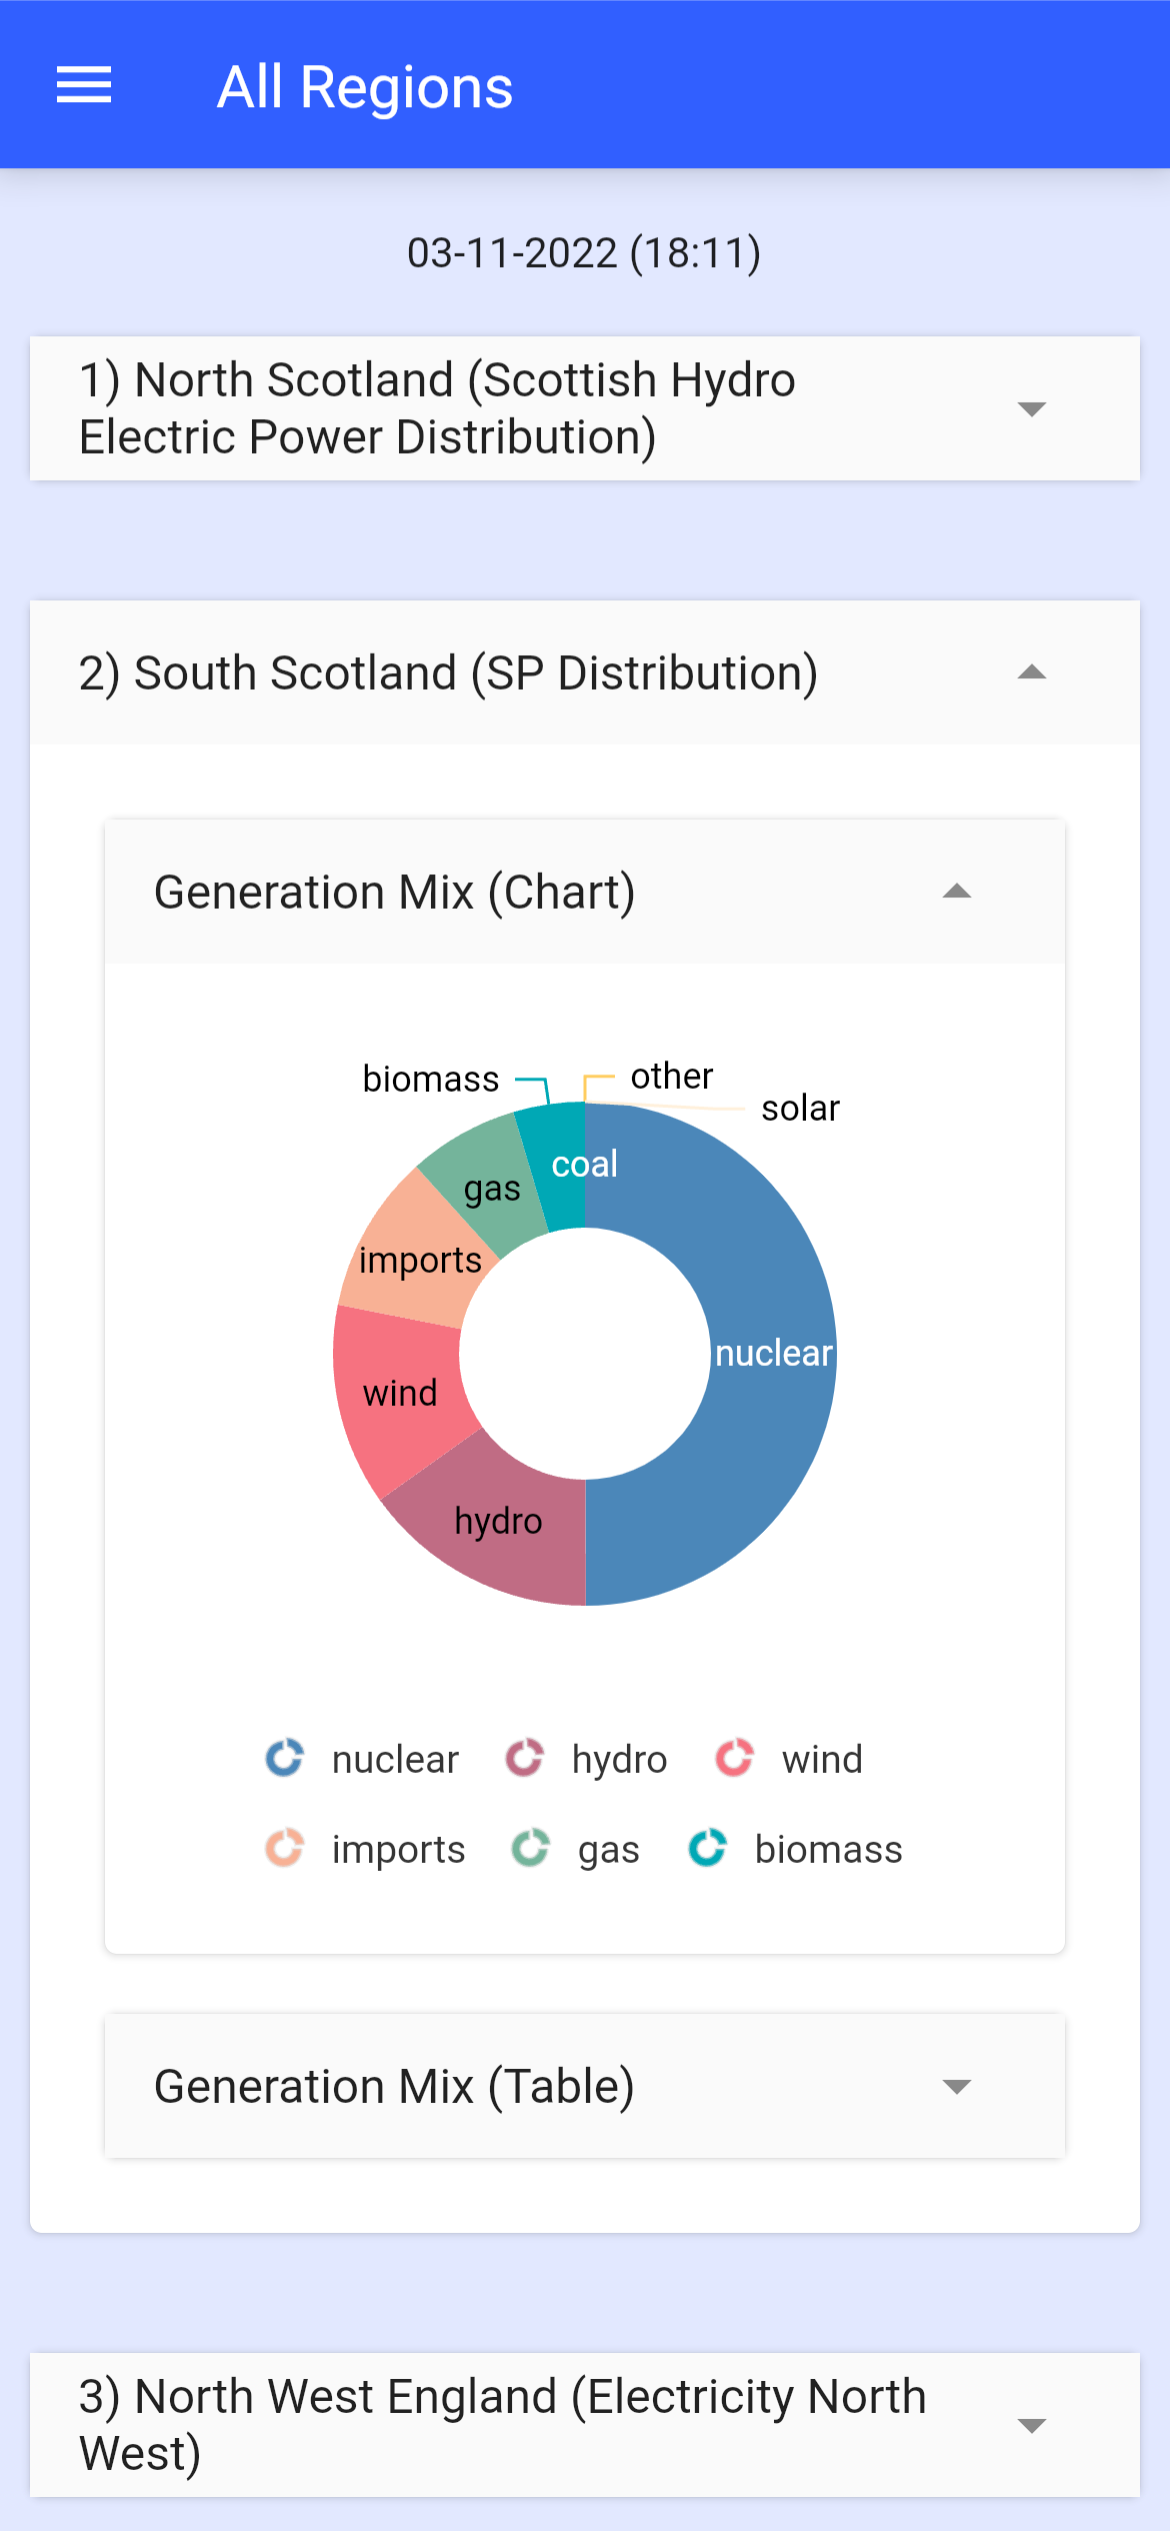 All Regions
03-11-2022 (18:11)
1) North Scotland (Scottish Hydro
Electric Power Distribution)
2) South Scotland (SP Distribution)
Generation Mix (Chart)
biomass
other
solar
coal
gas
imports
nuclear
wind
hydro
nuclear hydro wind
imports gas biomass
Generation Mix (Table)
3) North West England (Electricity North
West)